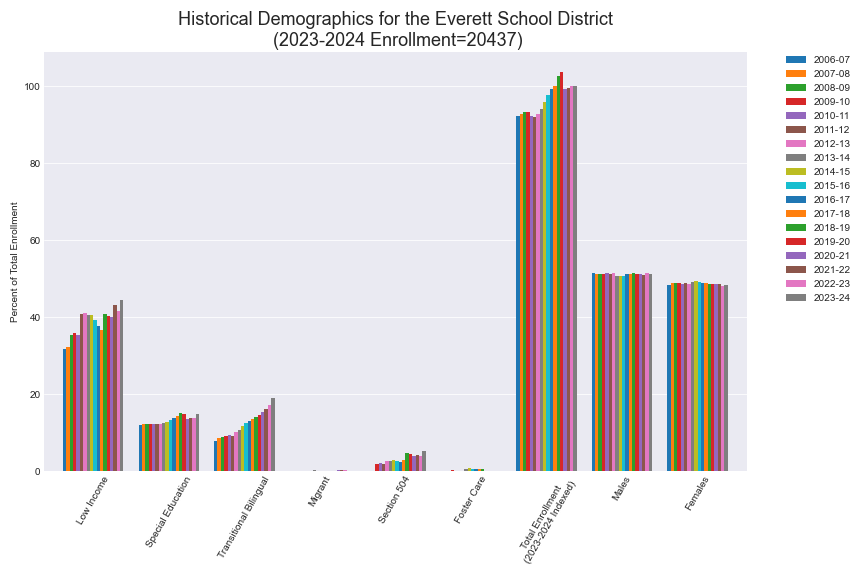 Historical Demographics for the Everett School District
(2023-2024 Enrollment=20437)
Percent of Total Enrollment
100
80
60
40
20
0
Low Income
Special Education
Transitional Bilingual
Migrant
Section 504
Foster Care
Total Enrollment
(2023-2024 Indexed)
Males
Females
2006-07
2007-08
2008-09
2009-10
2010-11
2011-12
2012-13
2013-14
2014-15
2015-16
2016-17
2017-18
2018-19
2019-20
2020-21
2021-22
2022-23
2023-24